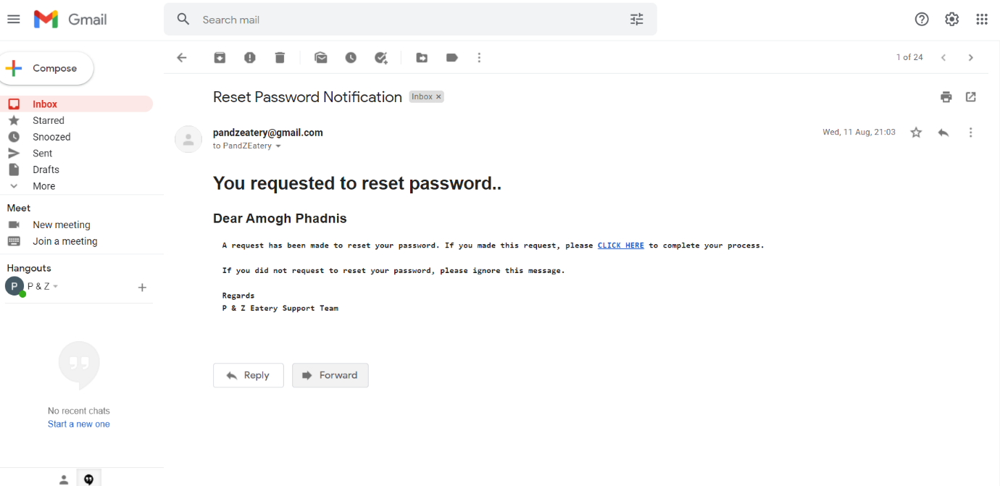 Gmail
Search mail
Compose
1 of 24
Inbox
Starred
Snoozed
Sent
Drafts
More
Meet
New meeting
Join a meeting
Hangouts
P P & Z
No recent chats
Start a new one
Reset Password Notification Inbox ×
pandzeatery@gmail.com Wed, 11 Aug, 21:03
to PandZEatery
You requested to reset password..
Dear Amogh Phadnis
A request has been made to reset your password. If you made this request, please CLICK HERE to complete your process.
If you did not request to reset your password, please ignore this message.
Regards
P & Z Eatery Support Team
Reply Forward